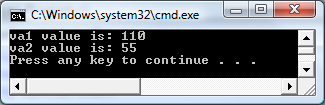 C:\Windows\system32\cmd.exe
va1 value is: 110
va2 value is: 55
Press any key to continue . . .